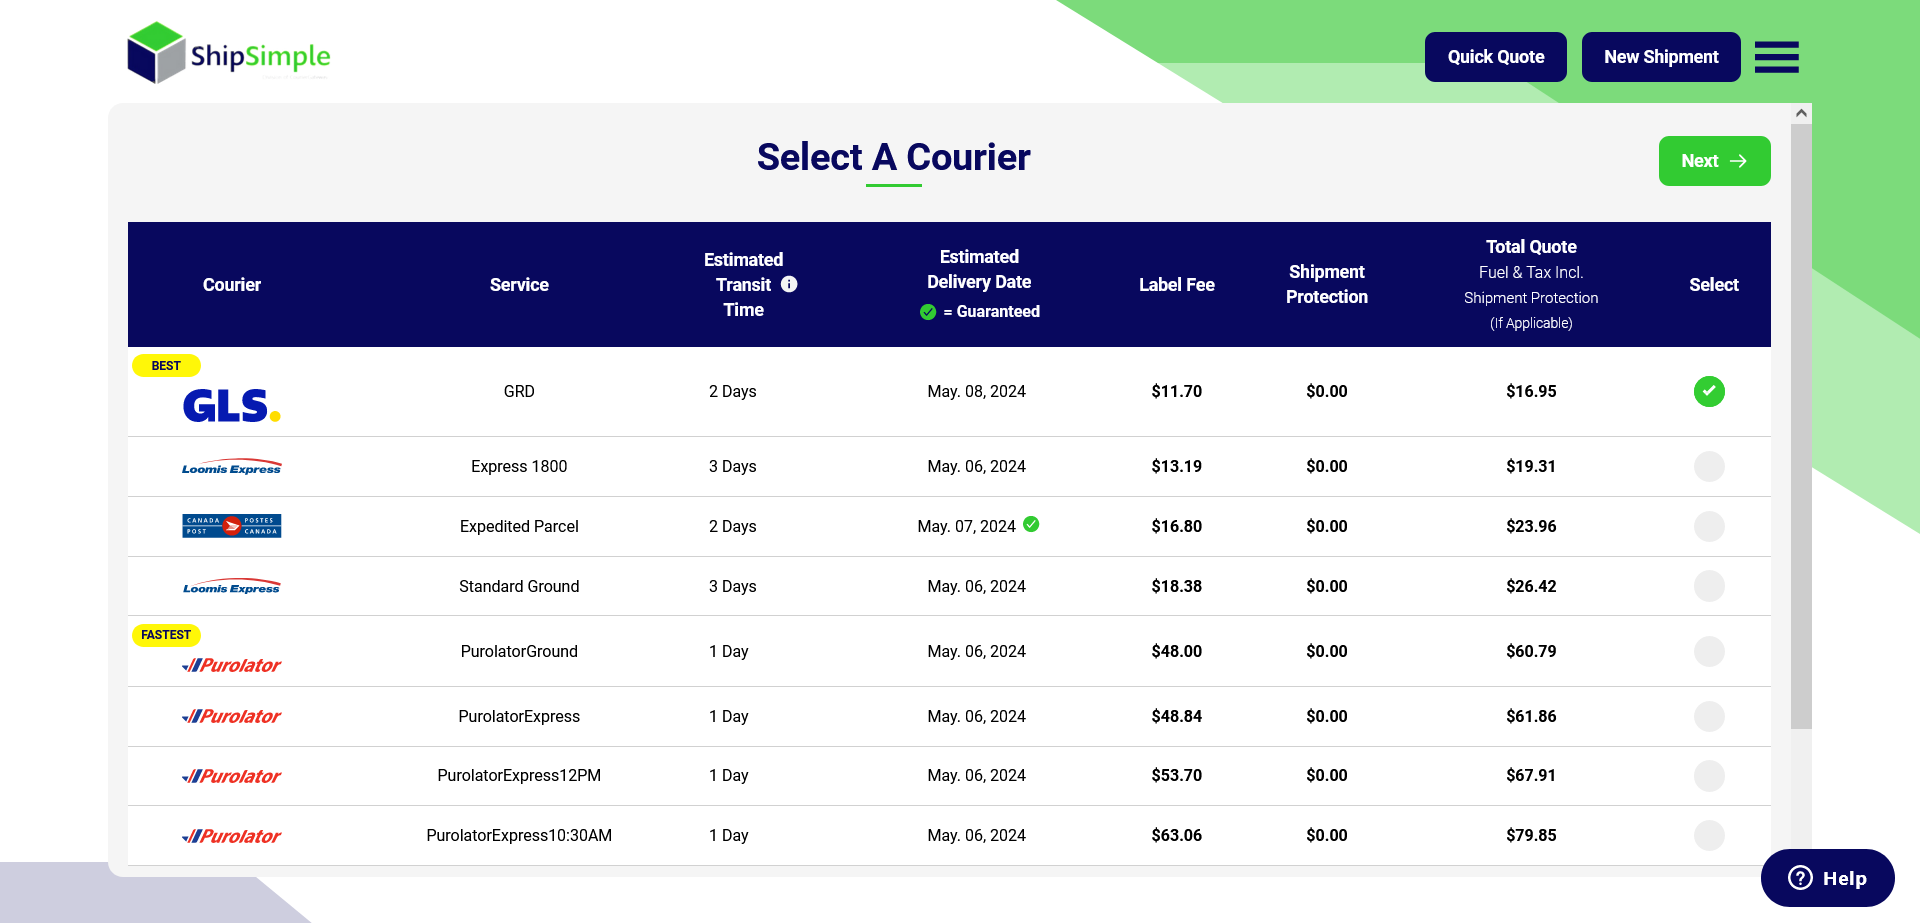 ShipSimple
Quick Quote
New Shipment
Select A Courier
Next
Courier
Service
Estimated
Transit
Time
Estimated
Delivery Date
= Guaranteed
Label Fee
Shipment
Protection
Total Quote
Fuel & Tax Incl.
Shipment Protection
(If Applicable)
Select
BEST
GLS.
GRD
2 Days
May. 08, 2024
$11.70
$0.00
$16.95
Loomis Express
Express 1800
3 Days
May. 06, 2024
$13.19
$0.00
$19.31
CANADA POSTES
POST CANADA
Expedited Parcel
2 Days
May. 07, 2024
$16.80
$0.00
$23.96
Loomis Express
Standard Ground
3 Days
May. 06, 2024
$18.38
$0.00
$26.42
FASTEST
Purolator
PurolatorGround
1 Day
May. 06, 2024
$48.00
$0.00
$60.79
Purolator
PurolatorExpress
1 Day
May. 06, 2024
$48.84
$0.00
$61.86
Purolator
PurolatorExpress12PM
1 Day
May. 06, 2024
$53.70
$0.00
$67.91
Purolator
PurolatorExpress10:30AM
1 Day
May. 06, 2024
$63.06
$0.00
$79.85
Help